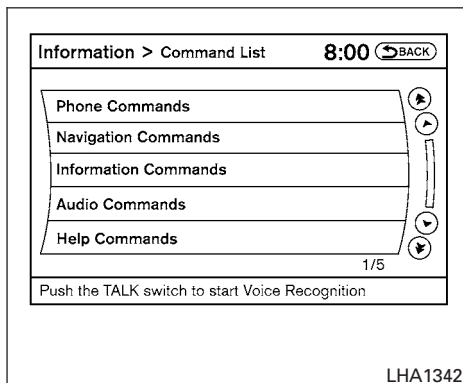 Information > Command List 8:00 BACK
Phone Commands
Navigation Commands
Information Commands
Audio Commands
Help Commands
1/5
Push the TALK switch to start Voice Recognition
LHA1342